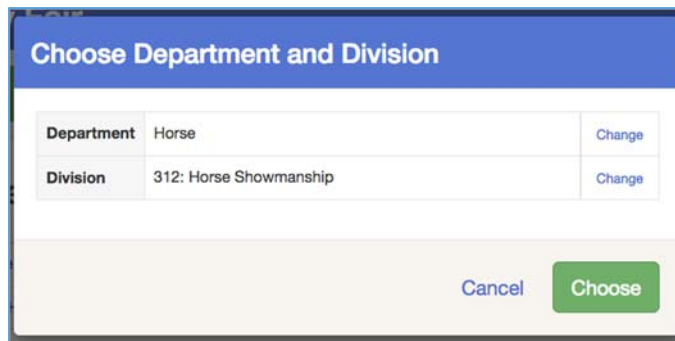 Choose Department and Division
Department Horse Change
Division 312: Horse Showmanship Change
Cancel Choose